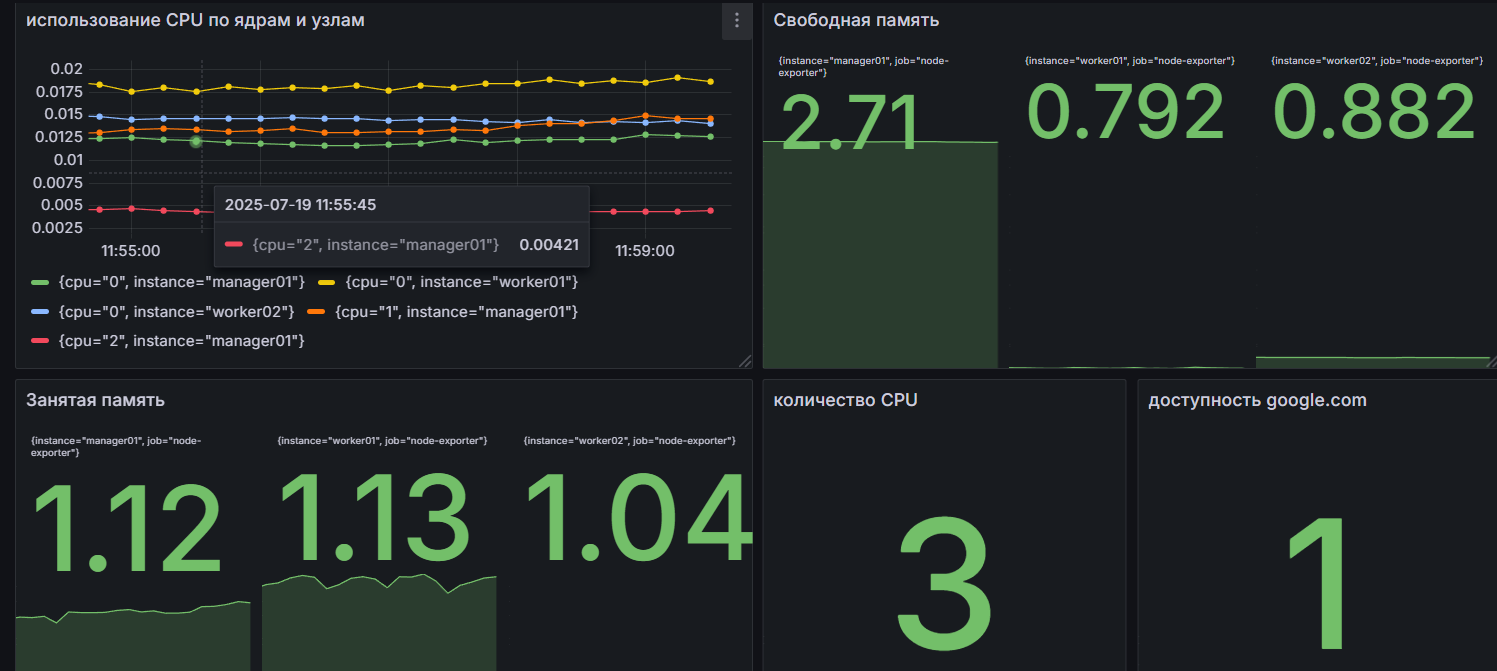 использование CPU по ядрам и узлам
0.02
0.0175
0.015
0.0125
0.01
0.0075
0.005
0.0025
11:55:00
11:59:00
2025-07-19 11:55:45
{cpu="2", instance="manager01"} 0.00421
{cpu="0", instance="manager01"} {cpu="0", instance="worker01"}
{cpu="0", instance="worker02"} {cpu="1", instance="manager01"}
{cpu="2", instance="manager01"}
Свободная память
{instance="manager01", job="node-
exporter"}
2.71
{instance="worker01", job="node-exporter"}
0.792
{instance="worker02", job="node-exporter"}
0.882
Занятая память
{instance="manager01", job="node-
exporter"}
1.12
{instance="worker01", job="node-exporter"}
1.13
{instance="worker02", job="node-exporter"}
1.04
количество CPU
3
доступность google.com
1